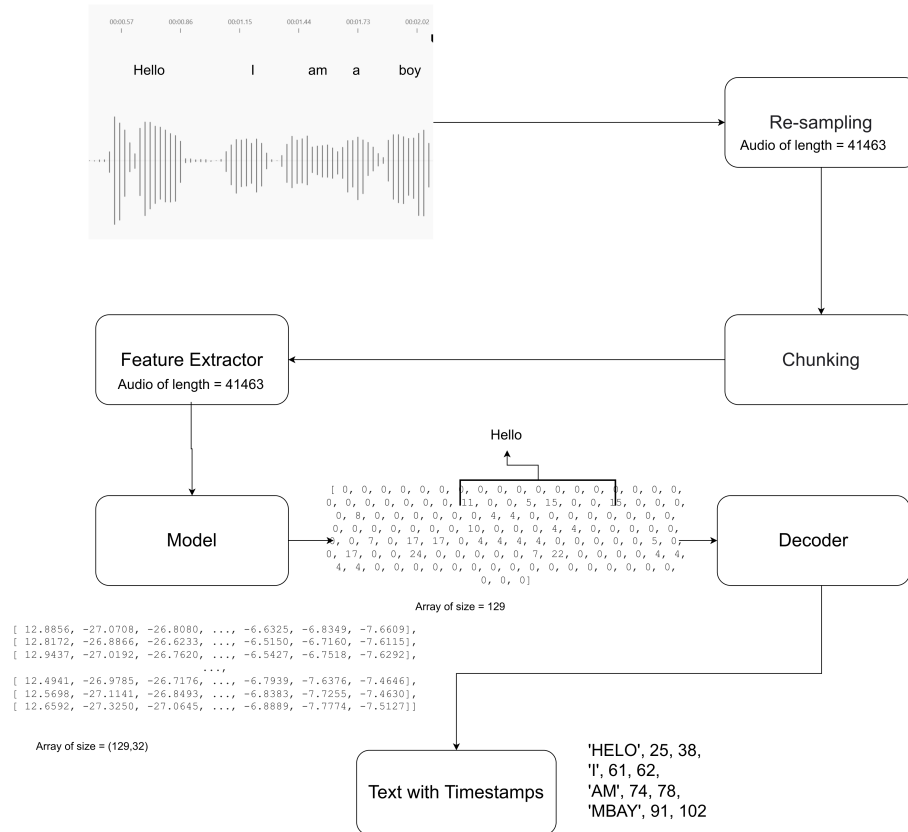 00:00.57 00:00.86 00:01.15 00:01.44 00:01.73 00:02.02
Hello I am a boy
Re-sampling
Audio of length = 41463
Feature Extractor
Audio of length = 41463
Chunking
Hello
Model
[ 0, 0, 0, 0, 0, 0, 0, 0, 0, 0, 0, 0, 0, 0, 0, 0, 0, 0,
0, 0, 0, 0, 0, 0, 0, 11, 0, 0, 5, 15, 0, 0, 15, 0, 0, 0,
0, 8, 0, 0, 0, 0, 0, 0, 4, 4, 0, 0, 0, 0, 0, 0, 0, 0, 0,
0, 0, 0, 0, 0, 0, 0, 10, 0, 0, 0, 4, 4, 0, 0, 0, 0, 0,
0, 0, 7, 0, 17, 17, 0, 4, 4, 4, 4, 0, 0, 0, 0, 0, 5, 0,
0, 17, 0, 0, 24, 0, 0, 0, 0, 0, 7, 22, 0, 0, 0, 0, 4, 4,
4, 4, 0, 0, 0, 0, 0, 0, 0, 0, 0, 0, 0, 0, 0, 0, 0, 0,
0, 0, 0]
Decoder
Array of size = 129
[ 12.8856, -27.0708, -26.8080, ..., -6.6325, -6.8349, -7.6609],
[ 12.8172, -26.8866, -26.6233, ..., -6.5150, -6.7160, -7.6115],
[ 12.9437, -27.0192, -26.7620, ..., -6.5427, -6.7518, -7.6292],
...,
[ 12.4941, -26.9785, -26.7176, ..., -6.7939, -7.6376, -7.4646],
[ 12.5698, -27.1141, -26.8493, ..., -6.8383, -7.7255, -7.4630],
[ 12.6592, -27.3250, -27.0645, ..., -6.8889, -7.7774, -7.5127]]
Array of size = (129,32)
Text with Timestamps
'HELO', 25, 38,
'I', 61, 62,
'AM', 74, 78,
'MBAY', 91, 102